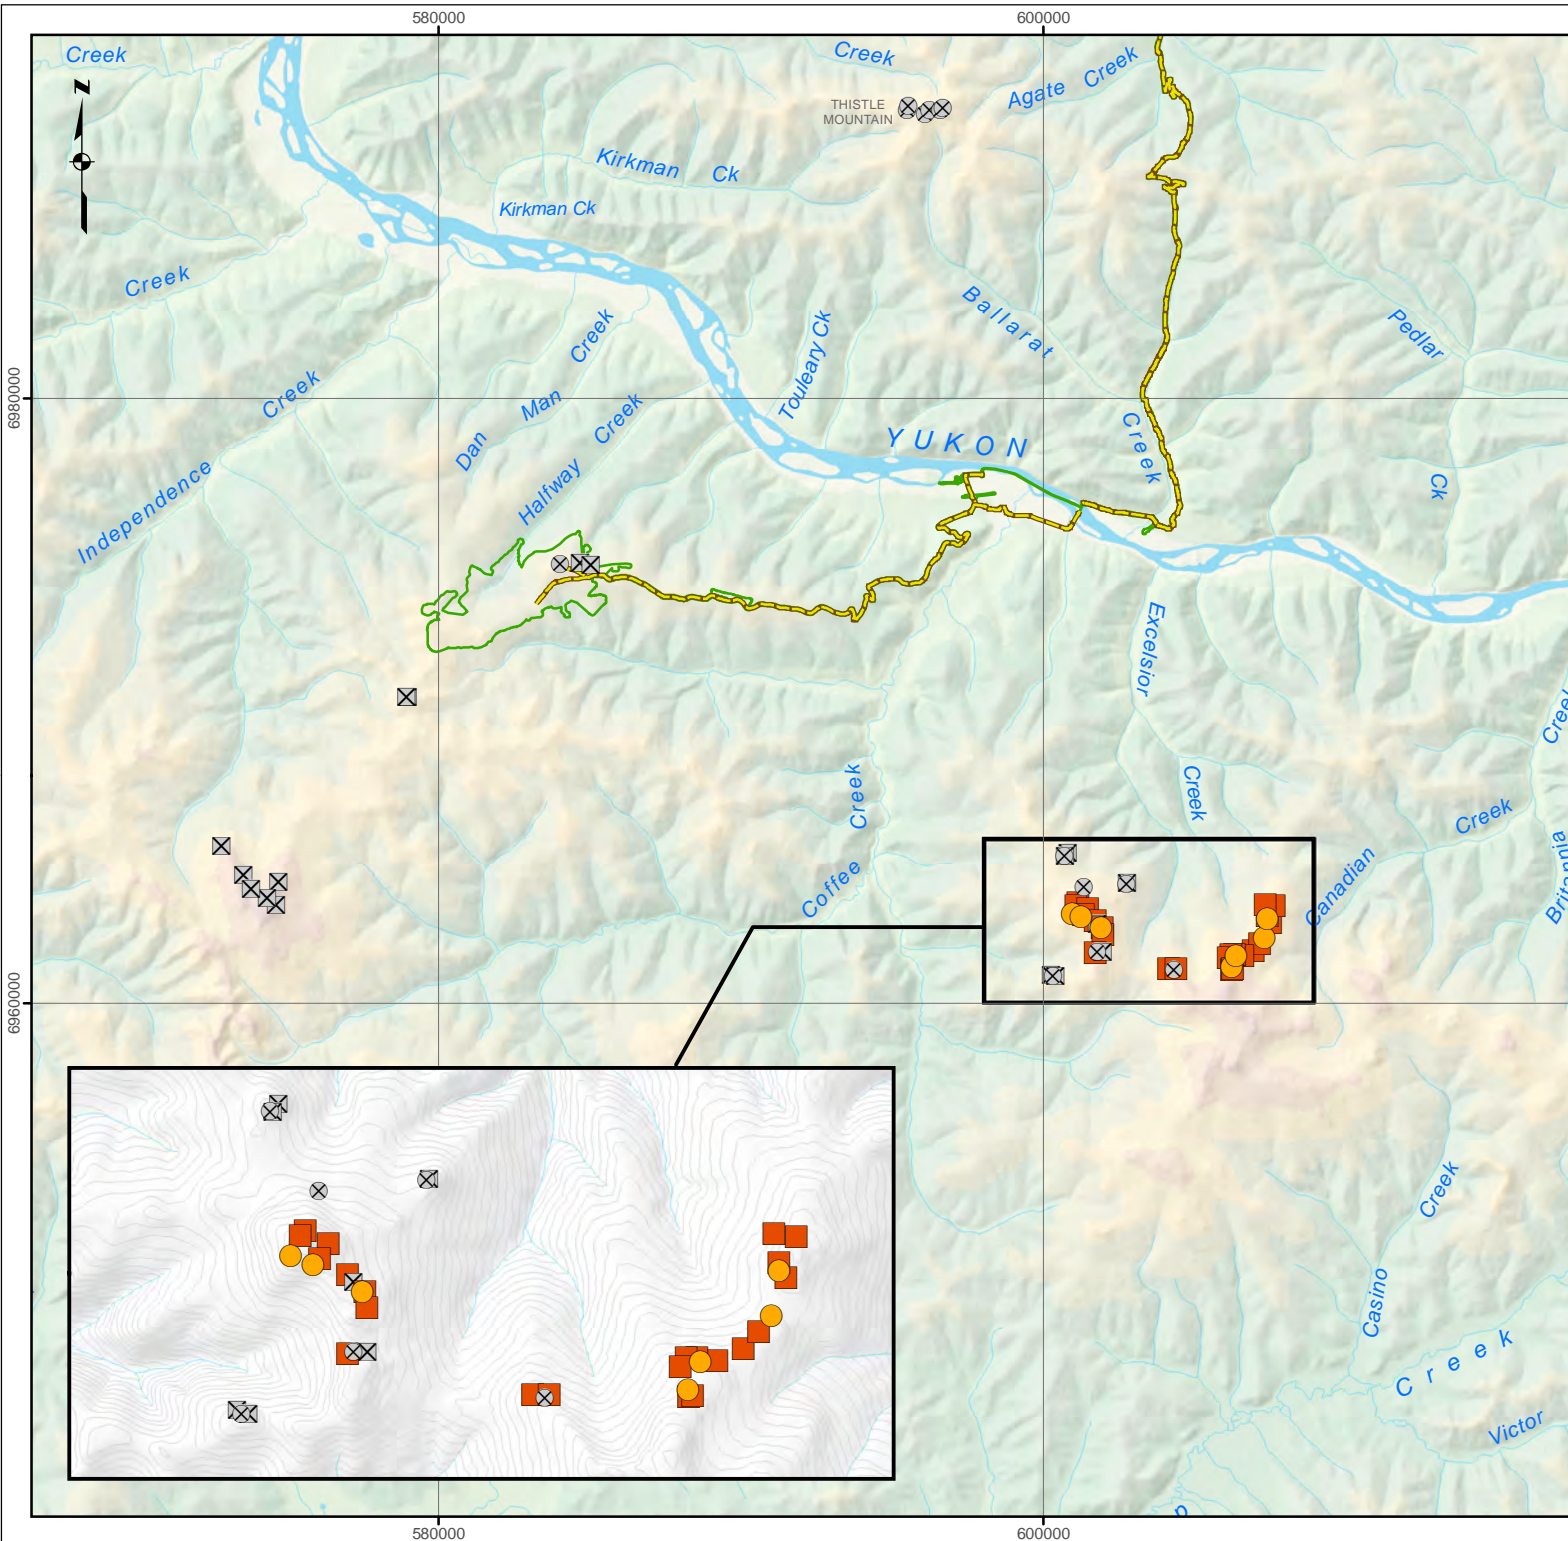 580000
600000
Creek
Creek
Agate Creek
N
THISTLE
MOUNTAIN
Kirkman Ck
Kirkman Ck
Creek
Ballarat
Creek
Pedlar
Ck
Touleary Ck
Dan Man Creek
Halfway Creek
Independence Creek
6980000
YUKON
Excelsior
Creek
Creek
Creek
Canadian
Britannia
Coffee Creek
6960000
Creek
Casino
Creek
Victor
580000
600000